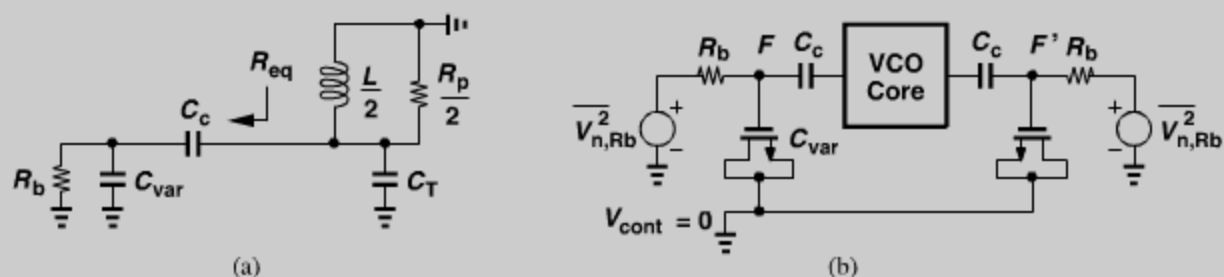 R_eq
C_c
L/2
R_p/2
R_b
C_var
C_T
(a)
R_b
F
C_c
VCO
Core
C_c
F'
R_b
V²_n,Rb
+
−
C_var
+
−
V²_n,Rb
V_cont = 0
(b)